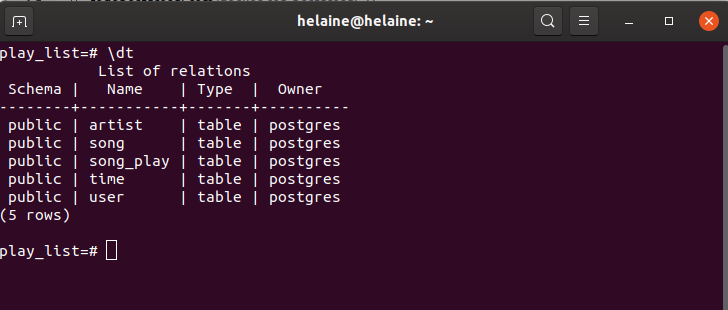 helaine@helaine: ~
play_list=# \dt
          List of relations
 Schema |   Name    | Type  |  Owner
--------+-----------+-------+----------
 public | artist    | table | postgres
 public | song      | table | postgres
 public | song_play | table | postgres
 public | time      | table | postgres
 public | user      | table | postgres
(5 rows)
play_list=#